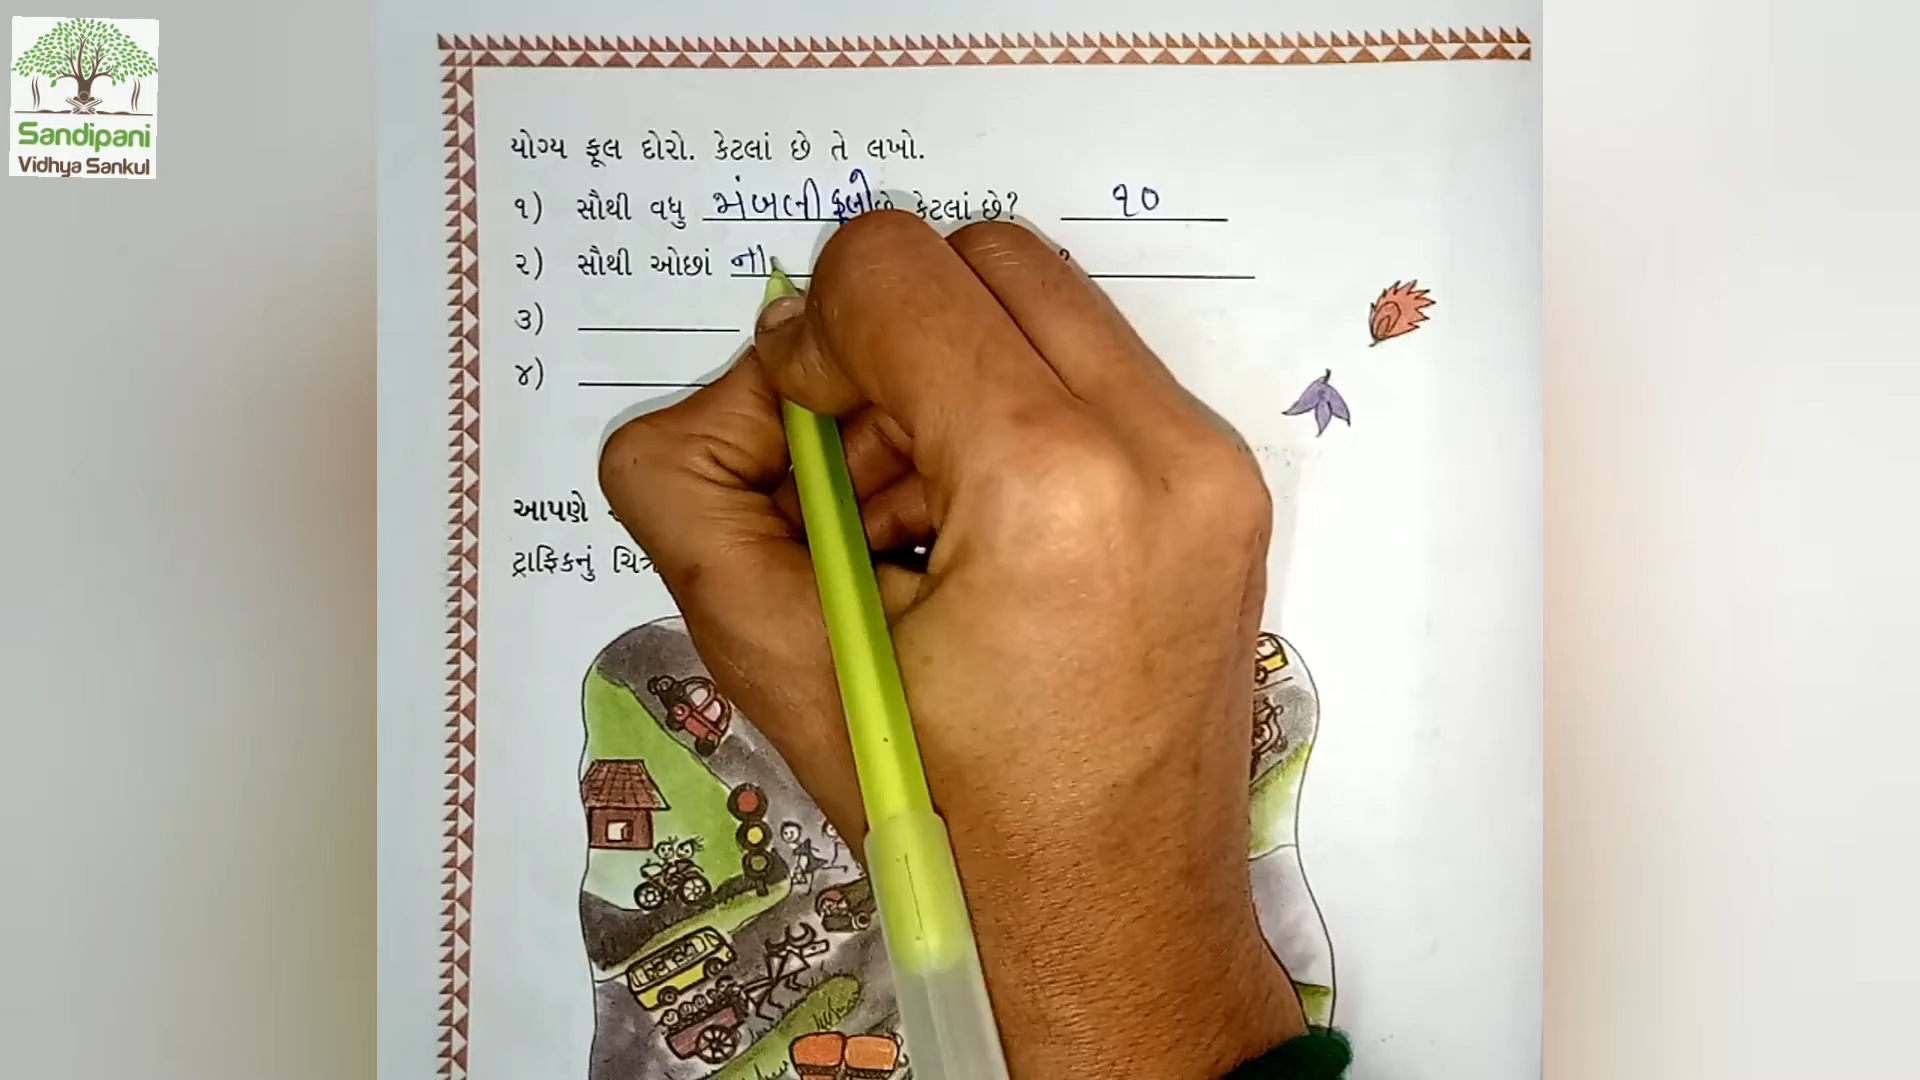 Sandipani
Vidhya Sankul
યોગ્ય ફૂલ દોરો. કેટલાં છે તે લખો.
૧) સૌથી વધુ જાંબલી ફૂલો છે. કેટલાં છે? ૧૦
૨) સૌથી ઓછાં ના ?
૩)
૪)
આપણે
ટ્રાફિકનું ચિત્ર